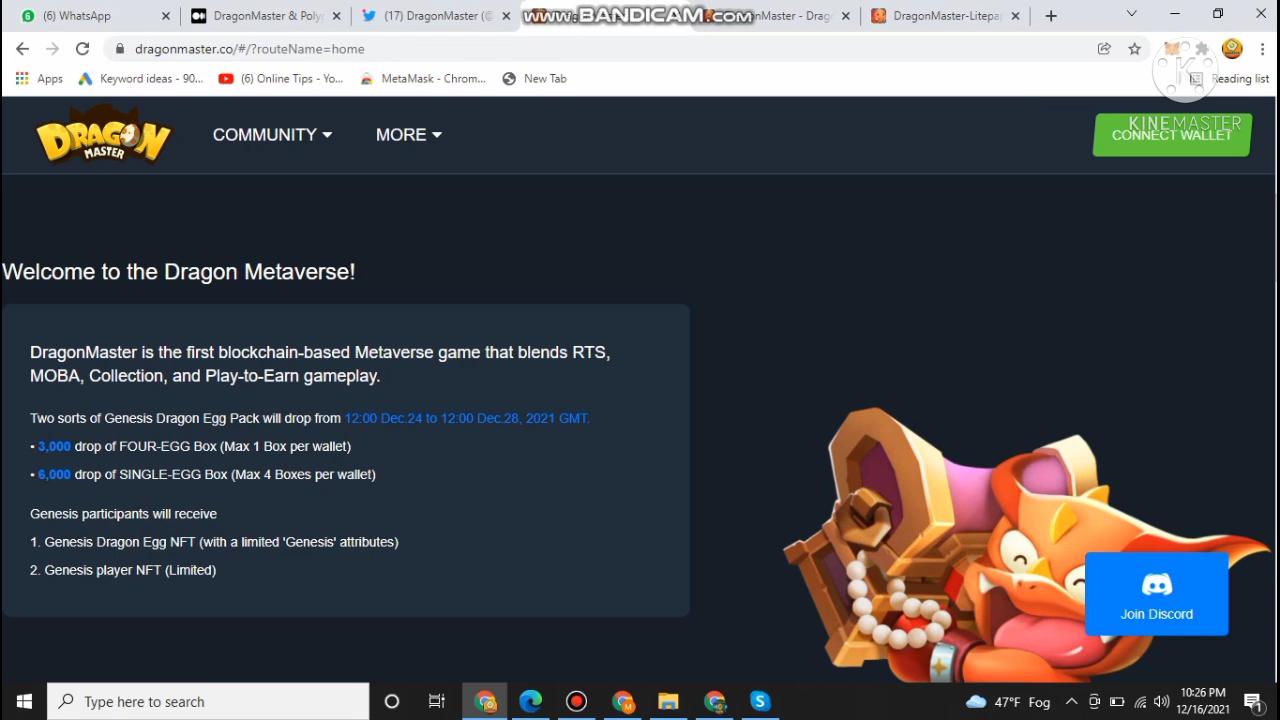 6
(6) WhatsApp
DragonMaster & Poly
(17) DragonMaster (@
www.BANDICAM.com
Master - Drag
DragonMaster-Litepa
dragonmaster.co/#/?routeName=home
Apps
Keyword ideas - 90...
(6) Online Tips - Yo...
MetaMask - Chrom...
New Tab
Reading list
DRAGON
MASTER
COMMUNITY
MORE
KINEMASTER
CONNECT WALLET
Welcome to the Dragon Metaverse!
DragonMaster is the first blockchain-based Metaverse game that blends RTS,
MOBA, Collection, and Play-to-Earn gameplay.
Two sorts of Genesis Dragon Egg Pack will drop from 12:00 Dec.24 to 12:00 Dec.28, 2021 GMT.
• 3,000 drop of FOUR-EGG Box (Max 1 Box per wallet)
• 6,000 drop of SINGLE-EGG Box (Max 4 Boxes per wallet)
Genesis participants will receive
1. Genesis Dragon Egg NFT (with a limited 'Genesis' attributes)
2. Genesis player NFT (Limited)
Join Discord
Type here to search
47°F Fog
10:26 PM
12/16/2021